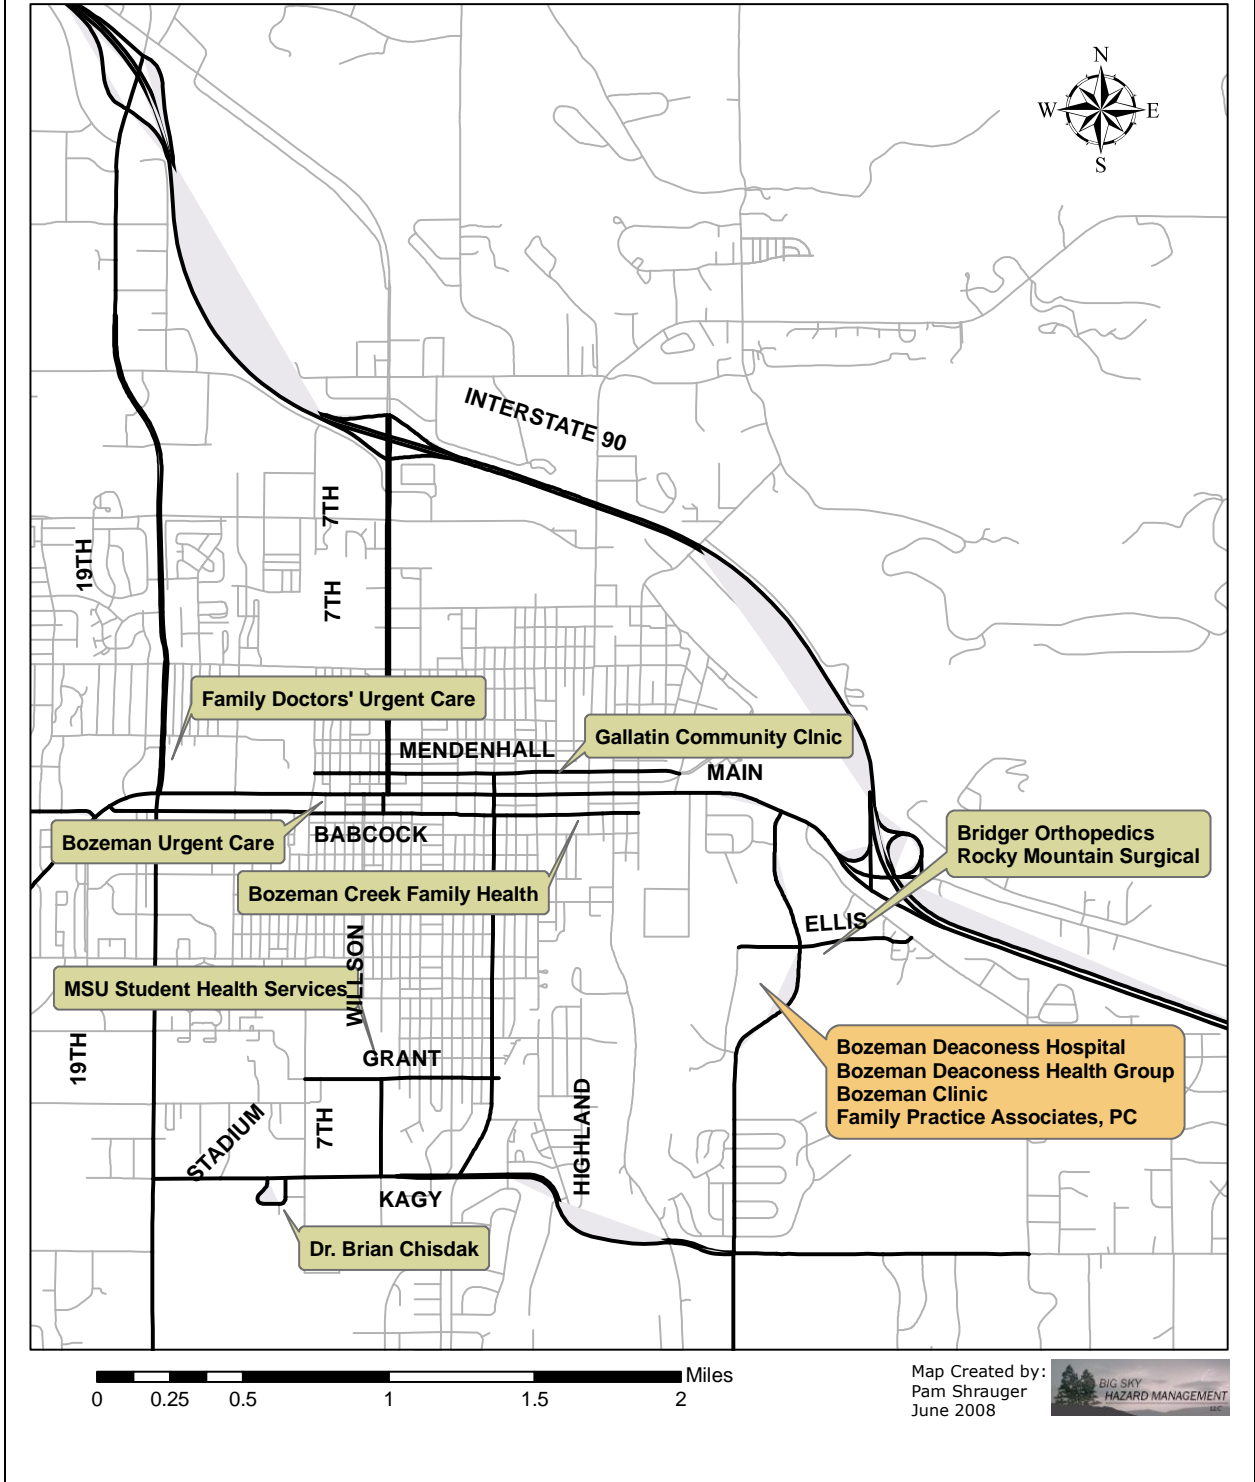 N
W
E
S
INTERSTATE 90
7TH
19TH
7TH
Family Doctors' Urgent Care
Gallatin Community Clnic
MENDENHALL
MAIN
Bozeman Urgent Care
BABCOCK
Bridger Orthopedics
Rocky Mountain Surgical
Bozeman Creek Family Health
ELLIS
WILLSON
MSU Student Health Services
19TH
GRANT
Bozeman Deaconess Hospital
Bozeman Deaconess Health Group
Bozeman Clinic
Family Practice Associates, PC
STADIUM
7TH
HIGHLAND
KAGY
Dr. Brian Chisdak
Miles
0 0.25 0.5 1 1.5 2
Map Created by:
Pam Shrauger
June 2008
BIG SKY
HAZARD MANAGEMENT
LLC